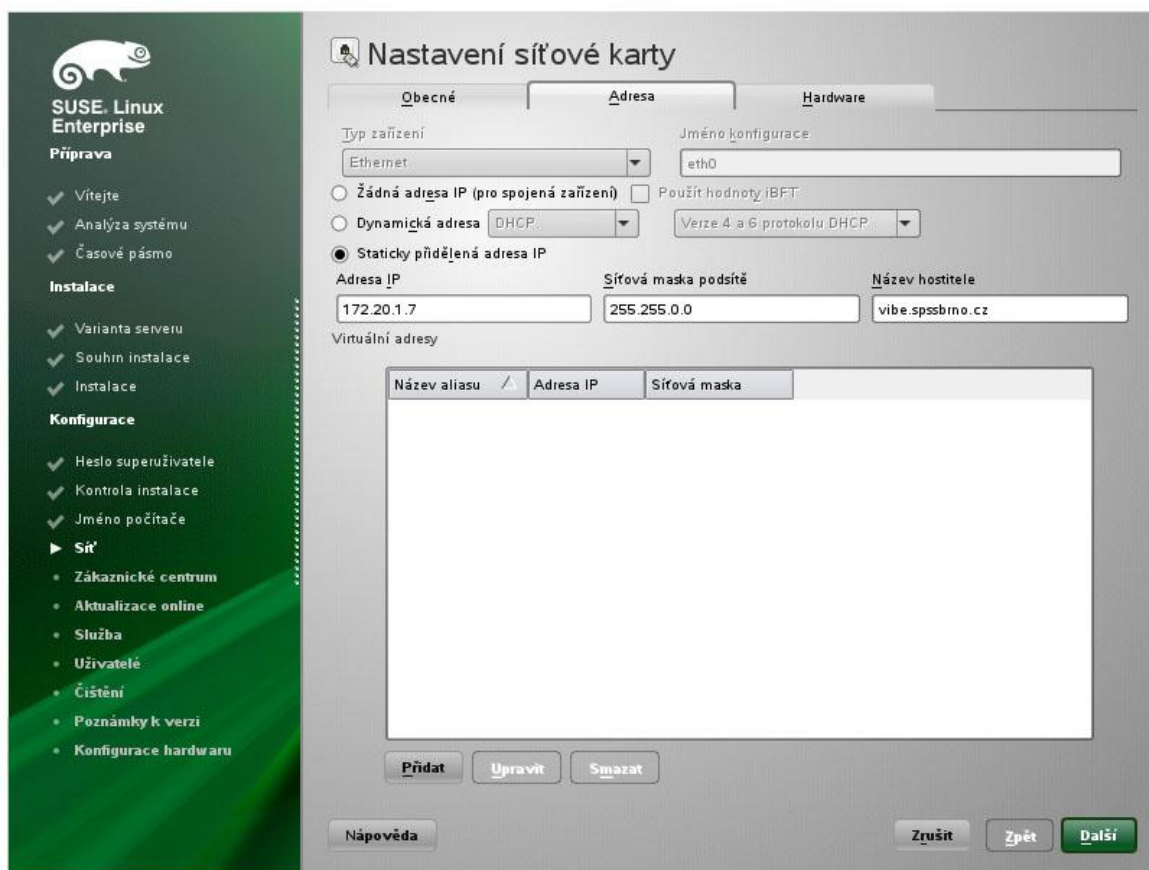 SUSE. Linux
Enterprise
Příprava
Vítejte
Analýza systému
Časové pásmo
Instalace
Varianta serveru
Souhrn instalace
Instalace
Konfigurace
Heslo superuživatele
Kontrola instalace
Jméno počítače
Síť
Zákaznické centrum
Aktualizace online
Služba
Uživatelé
Čištění
Poznámky k verzi
Konfigurace hardwaru
Nastavení síťové karty
Obecné Adresa Hardware
Typ zařízení Jméno konfigurace
Ethernet eth0
Žádná adresa IP (pro spojená zařízení) Použít hodnoty iBFT
Dynamická adresa DHCP Verze 4 a 6 protokolu DHCP
Staticky přidělená adresa IP
Adresa IP Síťová maska podsítě Název hostitele
172.20.1.7 255.255.0.0 vibe.spssbrno.cz
Virtuální adresy
Název aliasu Adresa IP Síťová maska
Přidat Upravit Smazat
Nápověda Zrušit Zpět Další